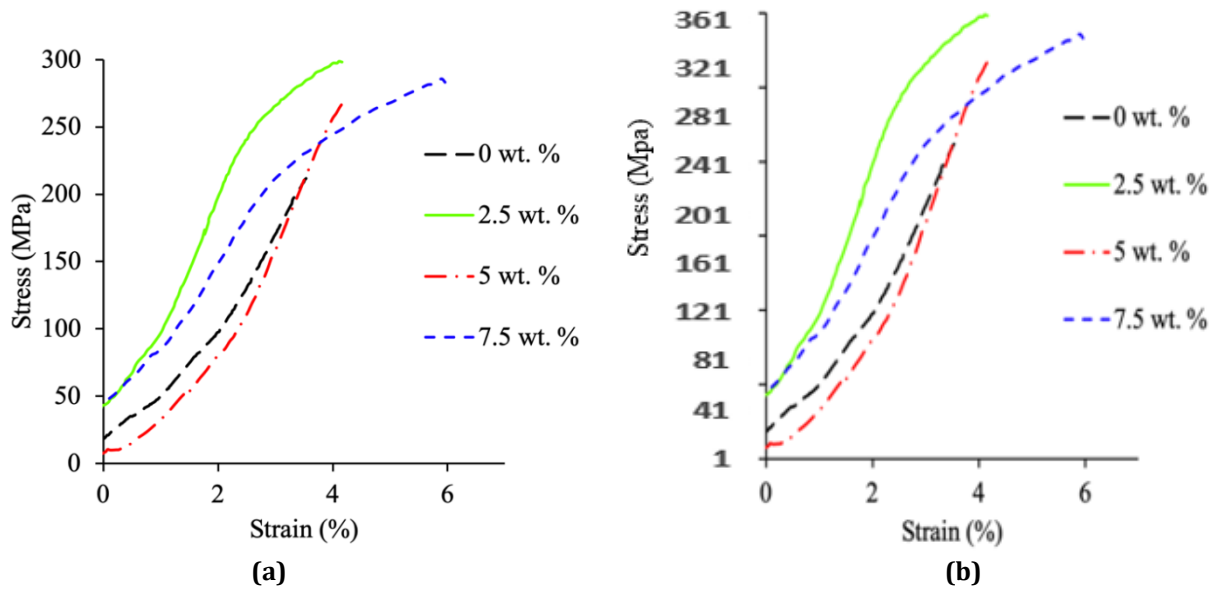 300
250
200
150
100
50
0
Stress (MPa)
0 2 4 6
Strain (%)
0 wt. %
2.5 wt. %
5 wt. %
7.5 wt. %
(a)
361
321
281
241
201
161
121
81
41
1
Stress (Mpa)
0 2 4 6
Strain (%)
0 wt. %
2.5 wt. %
5 wt. %
7.5 wt. %
(b)